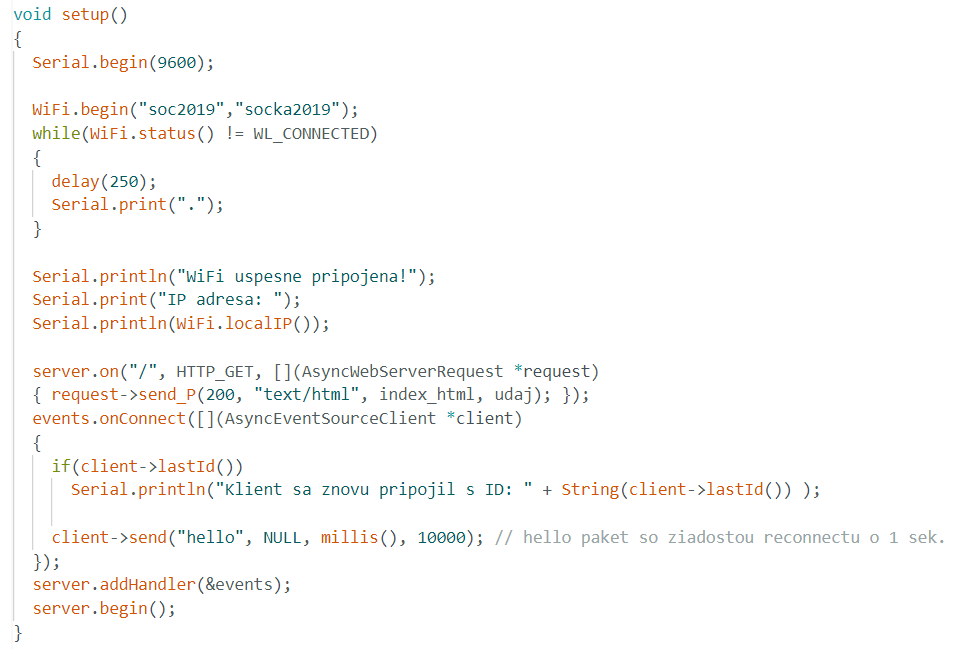 void setup()
{
  Serial.begin(9600);

  WiFi.begin("soc2019","socka2019");
  while(WiFi.status() != WL_CONNECTED)
  {
    delay(250);
    Serial.print(".");
  }

  Serial.println("WiFi uspesne pripojena!");
  Serial.print("IP adresa: ");
  Serial.println(WiFi.localIP());

  server.on("/", HTTP_GET, [](AsyncWebServerRequest *request)
  { request->send_P(200, "text/html", index_html, udaj); });
  events.onConnect([](AsyncEventSourceClient *client)
  {
    if(client->lastId())
      Serial.println("Klient sa znovu pripojil s ID: " + String(client->lastId()) );

    client->send("hello", NULL, millis(), 10000); // hello paket so ziadostou reconnectu o 1 sek.
  });
  server.addHandler(&events);
  server.begin();
}